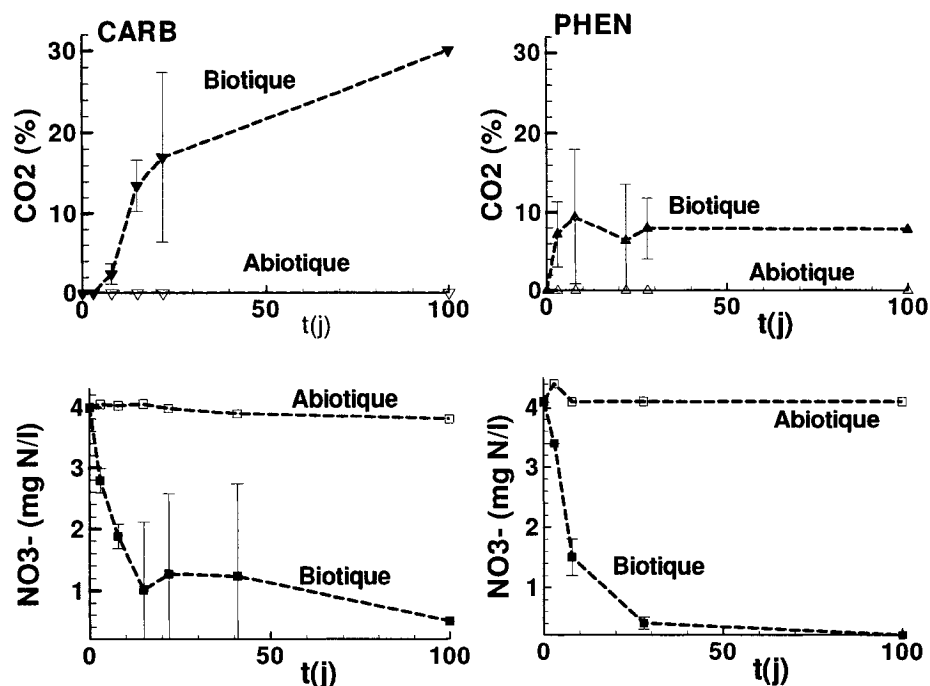 CARB
30
20
10
0
CO2 (%)
Biotique
Abiotique
0
50
100
t(j)
PHEN
30
20
10
0
CO2 (%)
Biotique
Abiotique
0
50
100
t(j)
4
3
2
1
NO3- (mg N/l)
Abiotique
Biotique
0
50
100
t(j)
4
3
2
1
NO3- (mg N/l)
Abiotique
Biotique
0
50
100
t(j)